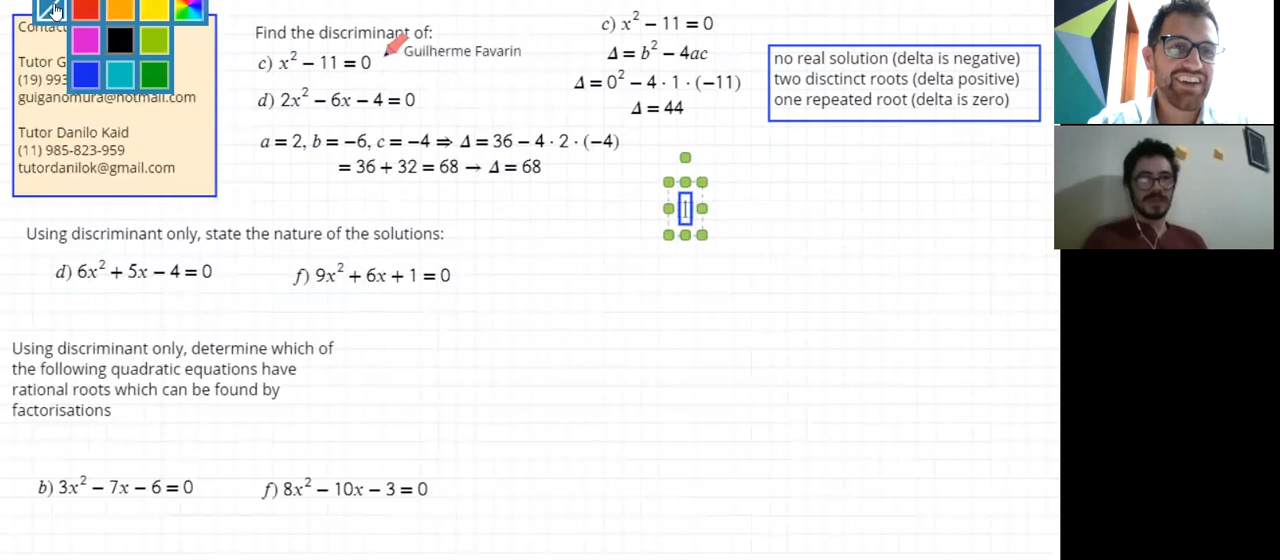 Contac
Tutor G
(19) 993
guiganomura@hotmail.com
Tutor Danilo Kaid
(11) 985-823-959
tutordanilok@gmail.com
Find the discriminant of:
Guilherme Favarin
c) x² − 11 = 0
d) 2x² − 6x − 4 = 0
a = 2, b = −6, c = −4 ⇒ Δ = 36 − 4 · 2 · (−4)
= 36 + 32 = 68 → Δ = 68
c) x² − 11 = 0
Δ = b² − 4ac
Δ = 0² − 4 · 1 · (−11)
Δ = 44
no real solution (delta is negative)
two disctinct roots (delta positive)
one repeated root (delta is zero)
Using discriminant only, state the nature of the solutions:
d) 6x² + 5x − 4 = 0
f) 9x² + 6x + 1 = 0
Using discriminant only, determine which of
the following quadratic equations have
rational roots which can be found by
factorisations
b) 3x² − 7x − 6 = 0
f) 8x² − 10x − 3 = 0